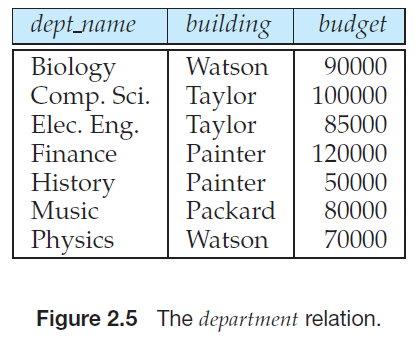 dept_name building budget
Biology Watson 90000
Comp. Sci. Taylor 100000
Elec. Eng. Taylor 85000
Finance Painter 120000
History Painter 50000
Music Packard 80000
Physics Watson 70000
Figure 2.5 The department relation.